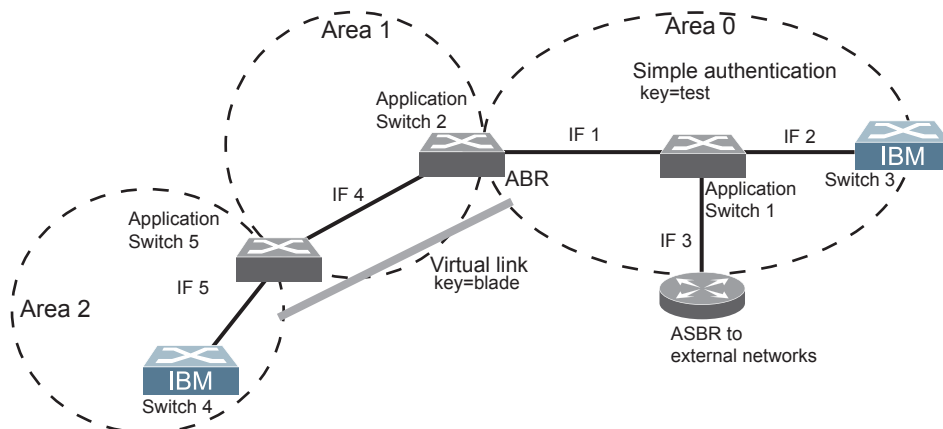 Area 1
Area 0
Simple authentication
key=test
Application
Switch 2
IF 1
IF 2
IBM
Switch 3
ABR
Application
Switch 1
IF 4
Application
Switch 5
IF 3
Virtual link
key=blade
IF 5
Area 2
ASBR to
external networks
IBM
Switch 4